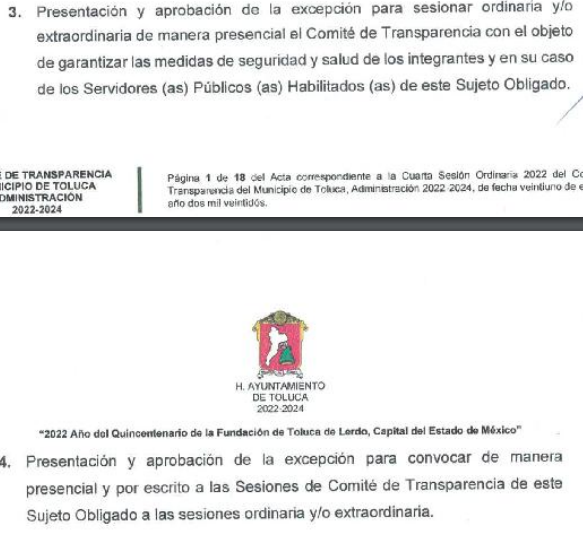 3. Presentación y aprobación de la excepción para sesionar ordinaria y/o
extraordinaria de manera presencial el Comité de Transparencia con el objeto
de garantizar las medidas de seguridad y salud de los integrantes y en su caso
de los Servidores (as) Públicos (as) Habilitados (as) de este Sujeto Obligado.
DE TRANSPARENCIA
ICIPIO DE TOLUCA
DMINISTRACIÓN
2022-2024
Página 1 de 18 del Acta correspondiente a la Cuarta Sesión Ordinaria 2022 del Co
Transparencia del Municipio de Toluca, Administración 2022-2024, de fecha veintiuno de e
año dos mil veintidós.
H. AYUNTAMIENTO
DE TOLUCA
2022-2024
"2022 Año del Quincentenario de la Fundación de Toluca de Lerdo, Capital del Estado de México"
4. Presentación y aprobación de la excepción para convocar de manera
presencial y por escrito a las Sesiones de Comité de Transparencia de este
Sujeto Obligado a las sesiones ordinaria y/o extraordinaria.